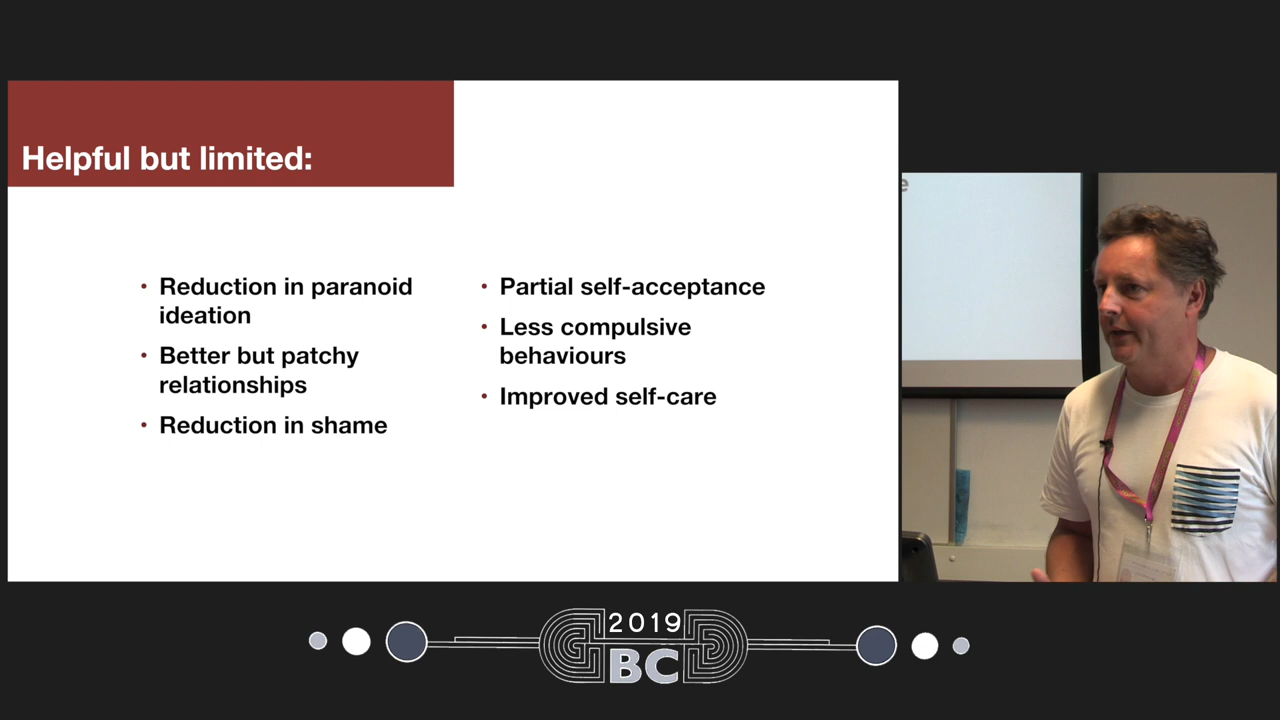 Helpful but limited:
• Reduction in paranoid
ideation
• Better but patchy
relationships
• Reduction in shame
• Partial self-acceptance
• Less compulsive
behaviours
• Improved self-care
e
2019
BC